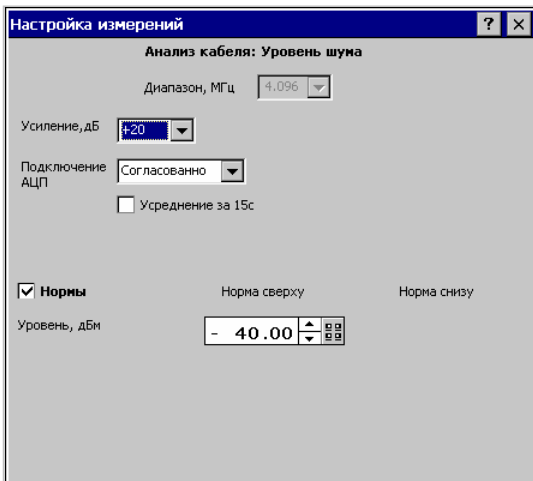 Настройка измерений ? ×
Анализ кабеля: Уровень шума
Диапазон, МГц 4.096
Усиление,дБ +20
Подключение АЦП Согласованно
Усреднение за 15с
Нормы Норма сверху Норма снизу
Уровень, дБм - 40.00